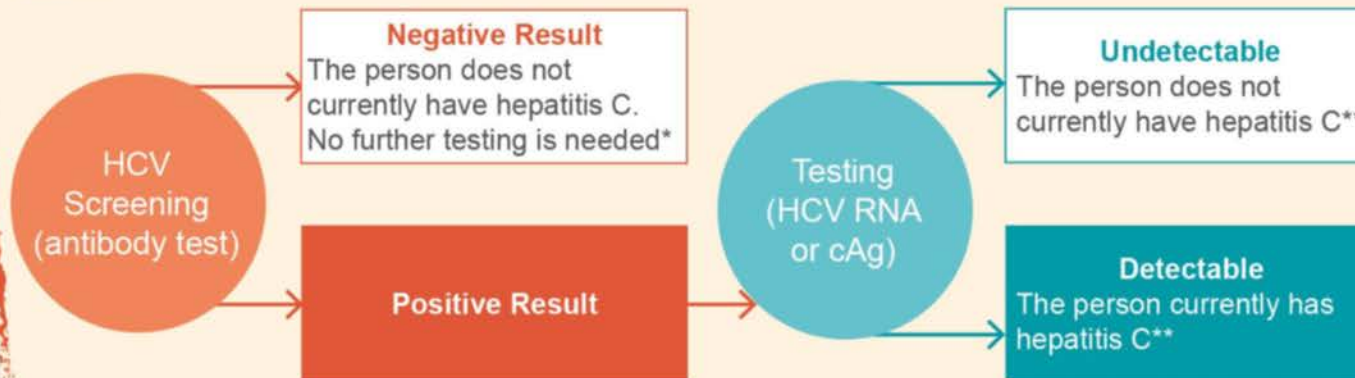 HCV
Screening
(antibody test)
Negative Result
The person does not
currently have hepatitis C.
No further testing is needed*
Positive Result
Testing
(HCV RNA
or cAg)
Undetectable
The person does not
currently have hepatitis C**
Detectable
The person currently has
hepatitis C**